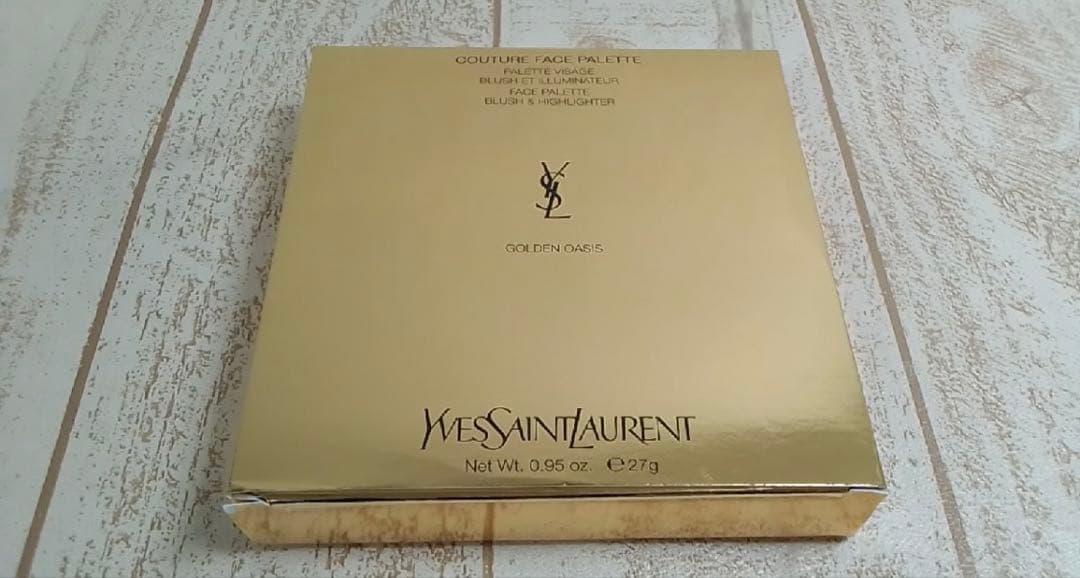 COUTURE FACE PALETTE
PALETTE VISAGE
BLUSH ET ILLUMINATEUR
FACE PALETTE
BLUSH & HIGHLIGHTER
YSL
GOLDEN OASIS
YVESSAINTLAURENT
Net Wt. 0.95 oz. ℮27g